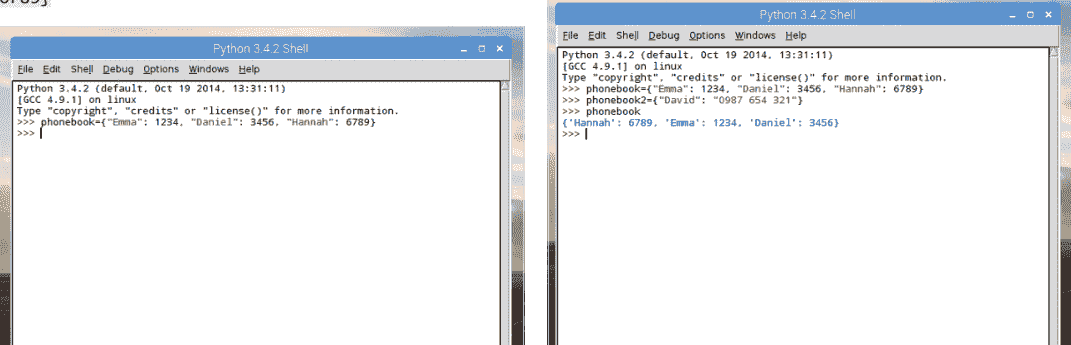 Python 3.4.2 Shell
File Edit Shell Debug Options Windows Help
Python 3.4.2 (default, Oct 19 2014, 13:31:11)
[GCC 4.9.1] on linux
Type "copyright", "credits" or "license()" for more information.
>>> phonebook={"Emma": 1234, "Daniel": 3456, "Hannah": 6789}
>>>
Python 3.4.2 Shell
File Edit Shell Debug Options Windows Help
Python 3.4.2 (default, Oct 19 2014, 13:31:11)
[GCC 4.9.1] on linux
Type "copyright", "credits" or "license()" for more information.
>>> phonebook={"Emma": 1234, "Daniel": 3456, "Hannah": 6789}
>>> phonebook2={"David": "0987 654 321"}
>>> phonebook
{'Hannah': 6789, 'Emma': 1234, 'Daniel': 3456}
>>>